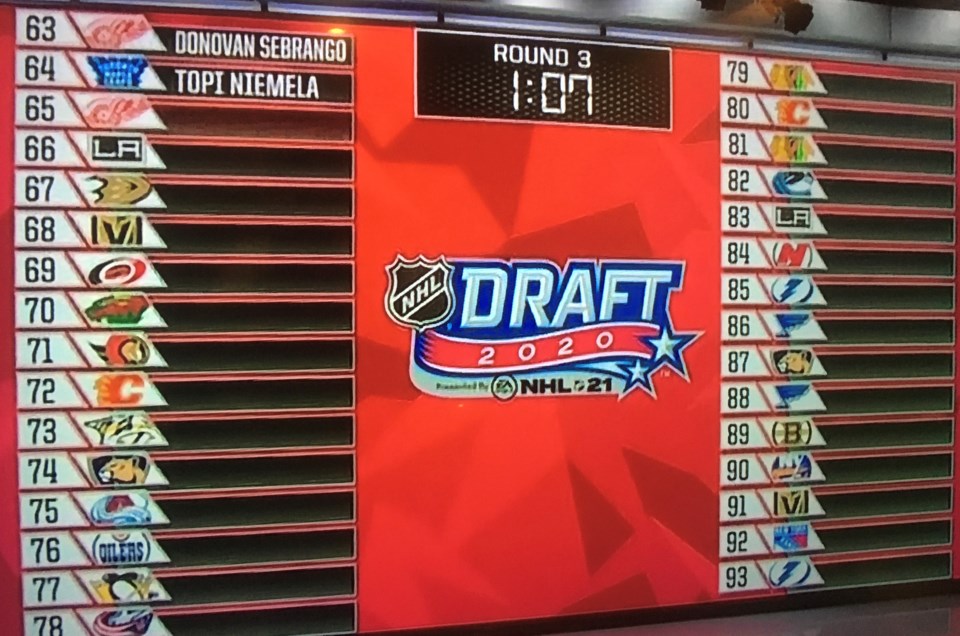 63 DONOVAN SEBRANGO
64 TOPI NIEMELA
65
66 LA
67
68
69
70
71
72 C
73
74
75
76 OILERS
77
78
ROUND 3
1:07
NHL DRAFT
2020
Presented By EA NHL 21
79
80 C
81
82
83 LA
84
85
86
87
88
89 B
90
91
92
93